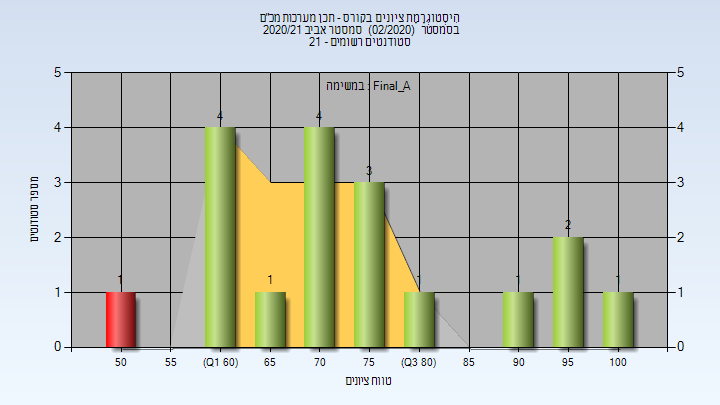 היסטוגרמת ציונים בקורס - תכן מערכות מכ"ם
בסמסטר (02/2020) סמסטר אביב 2020/21
סטודנטים רשומים - 21
במשימה : Final_A
מספר סטודנטים
5 5
4 4
3 3
2 2
1 1
0 0
1 4 1 4 3 1 1 2 1
50 55 (Q1 60) 65 70 75 (Q3 80) 85 90 95 100
טווח ציונים